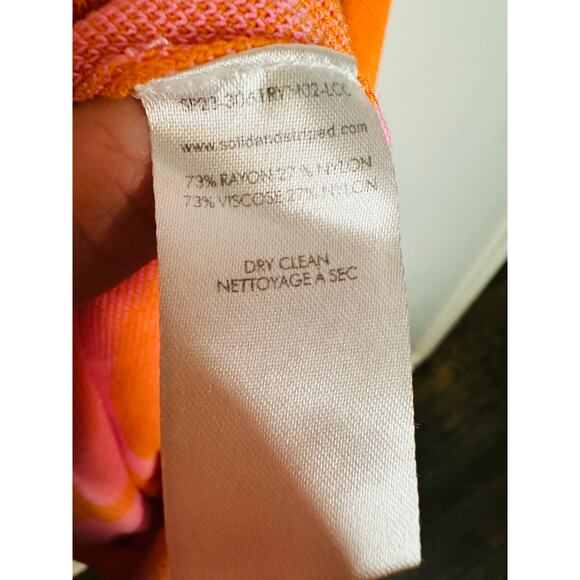 www.solidandstriped.com
73% RAYON 27 % NYLON
73% VISCOSE 27% NYLON
DRY CLEAN
NETTOYAGE A SEC